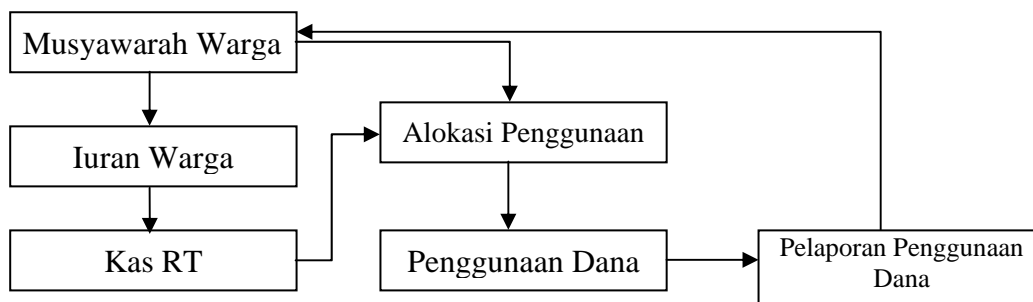 Musyawarah Warga
Iuran Warga
Kas RT
Alokasi Penggunaan
Penggunaan Dana
Pelaporan Penggunaan
Dana